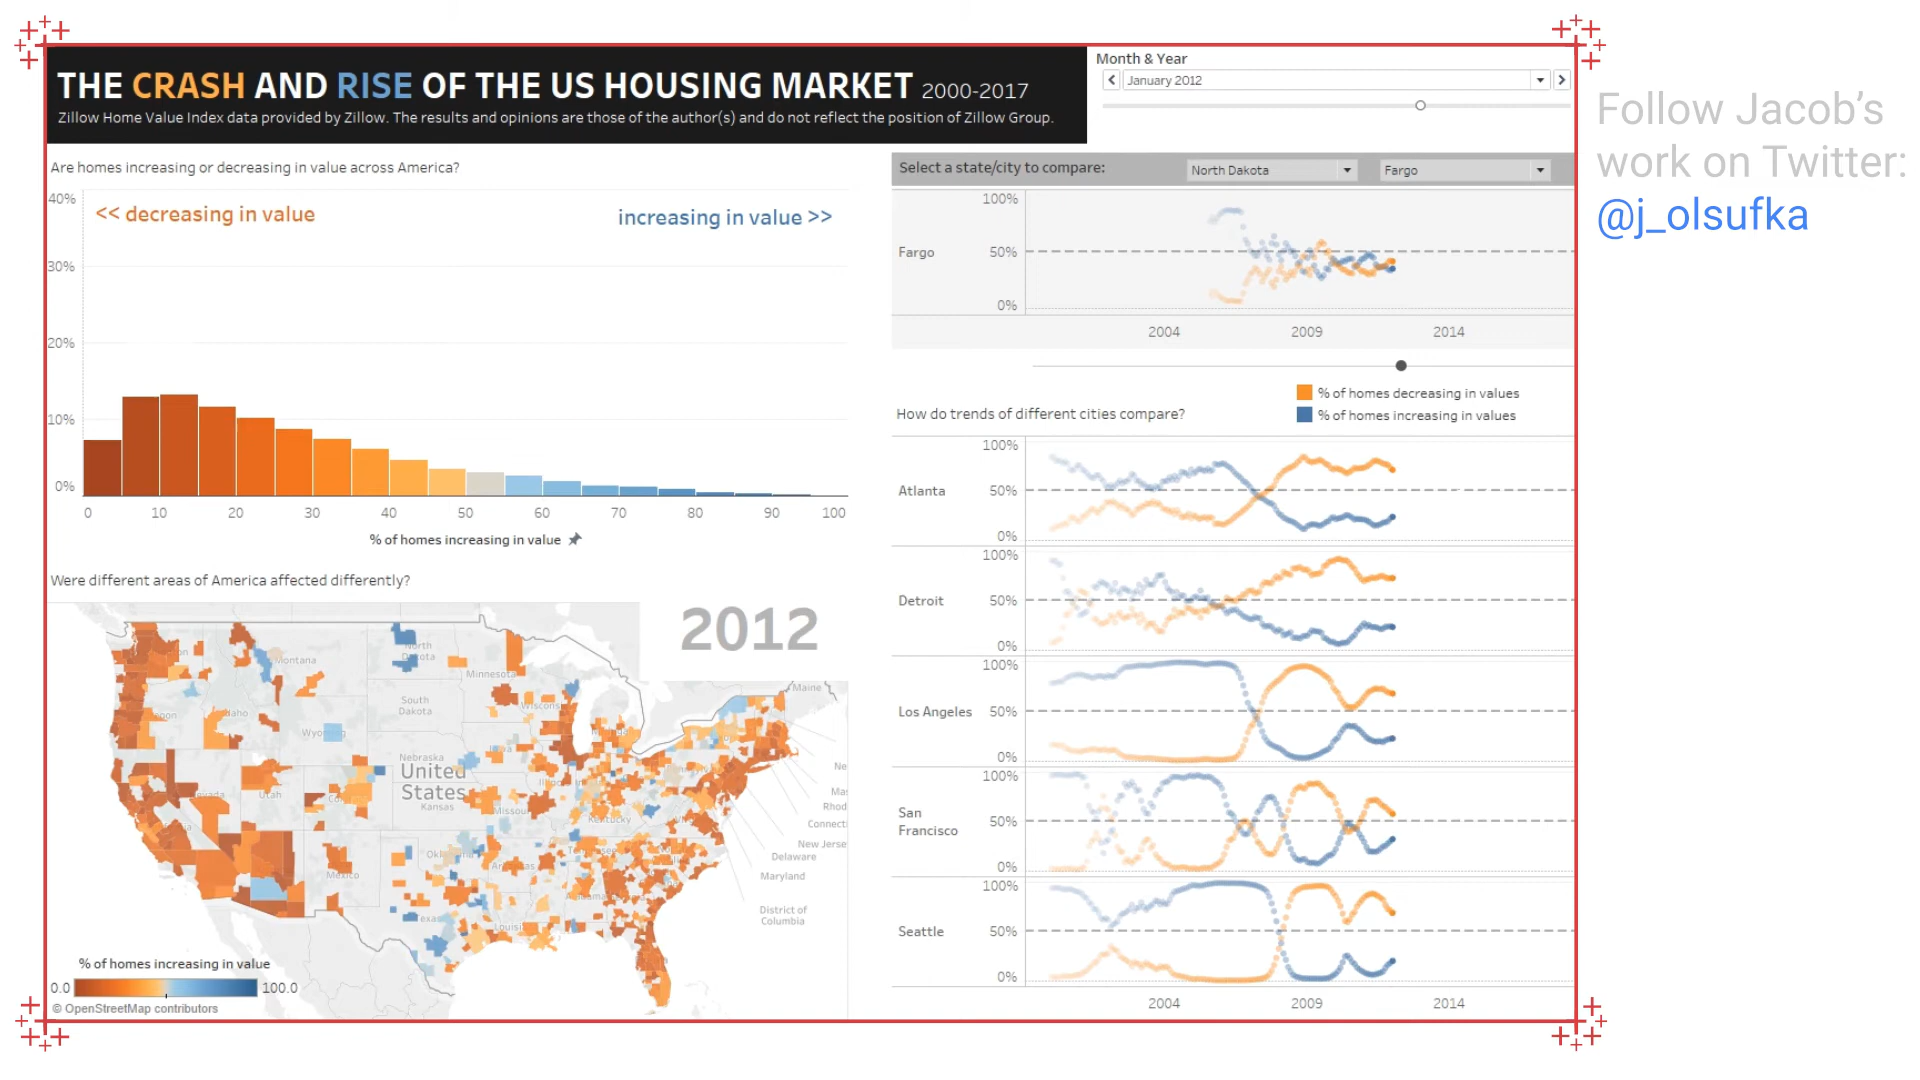 THE CRASH AND RISE OF THE US HOUSING MARKET 2000-2017
Zillow Home Value Index data provided by Zillow. The results and opinions are those of the author(s) and do not reflect the position of Zillow Group.
Month & Year
January 2012
Follow Jacob's
work on Twitter:
@j_olsufka
Are homes increasing or decreasing in value across America?
40%
<< decreasing in value
increasing in value >>
30%
20%
10%
0%
0 10 20 30 40 50 60 70 80 90 100
% of homes increasing in value
Select a state/city to compare:
North Dakota
Fargo
Fargo
100%
50%
0%
2004 2009 2014
% of homes decreasing in values
% of homes increasing in values
How do trends of different cities compare?
Atlanta
100%
50%
0%
Detroit
100%
50%
0%
Los Angeles
100%
50%
0%
San
Francisco
100%
50%
0%
Seattle
100%
50%
0%
2004 2009 2014
Were different areas of America affected differently?
2012
Montana
North
Minnesota
Maine
South
Dakota
Nebraska
United
States
Kansas
Utah
Kentucky
Delaware
Maryland
District of
Columbia
% of homes increasing in value
0.0
100.0
© OpenStreetMap contributors